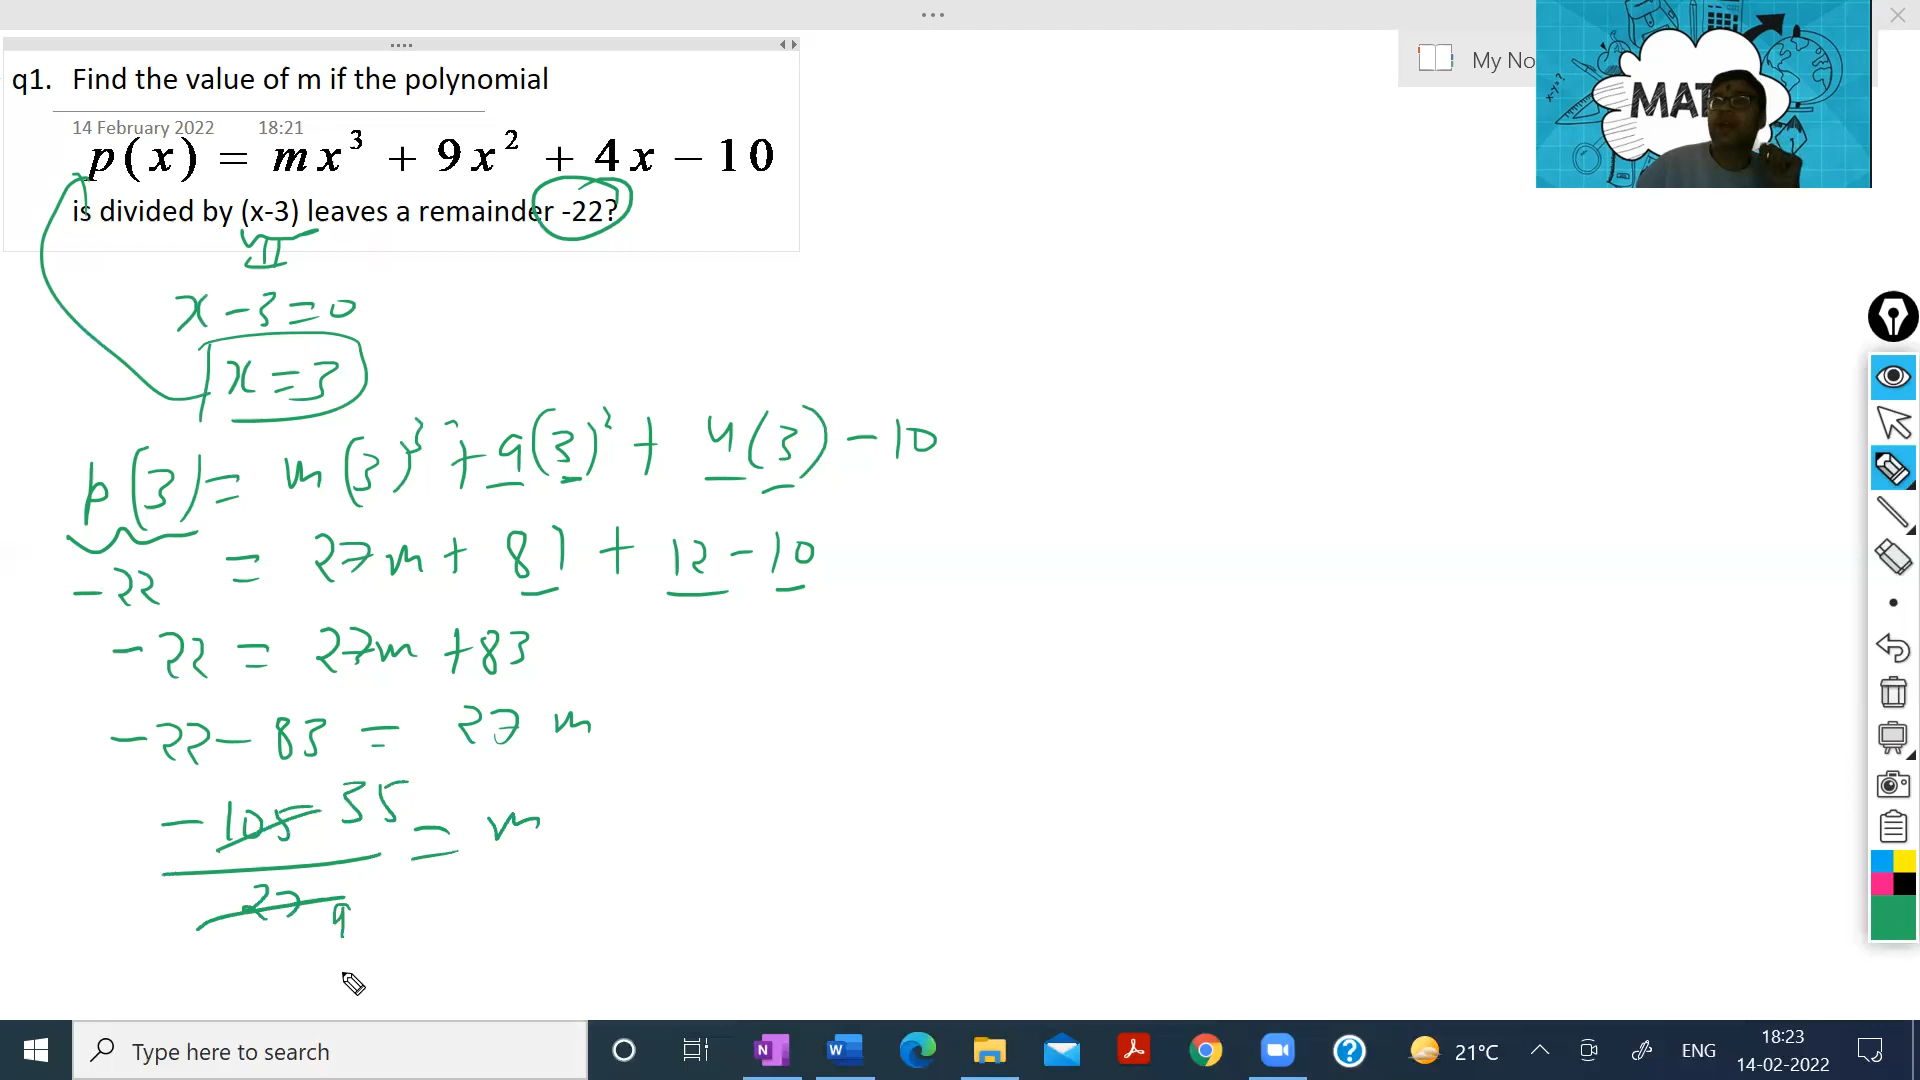 My No
MAT
q1. Find the value of m if the polynomial
14 February 2022 18:21
p(x) = mx³ + 9x² + 4x − 10
is divided by (x-3) leaves a remainder -22?
x - 3 = 0
x = 3
p(3) = m(3)³ + 9(3)² + 4(3) - 10
-22 = 27m + 81 + 12 - 10
-22 = 27m + 83
-22 - 83 = 27 m
-105 35 = m
27 9
Type here to search
21°C
ENG
18:23
14-02-2022